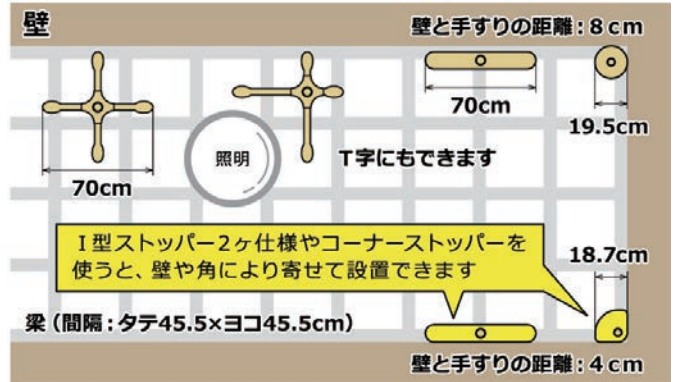 壁
壁と手すりの距離：8cm
70cm
19.5cm
照明
T字にもできます
70cm
I型ストッパー2ヶ仕様やコーナーストッパーを
使うと、壁や角により寄せて設置できます
18.7cm
梁（間隔：タテ45.5×ヨコ45.5cm）
壁と手すりの距離：4cm